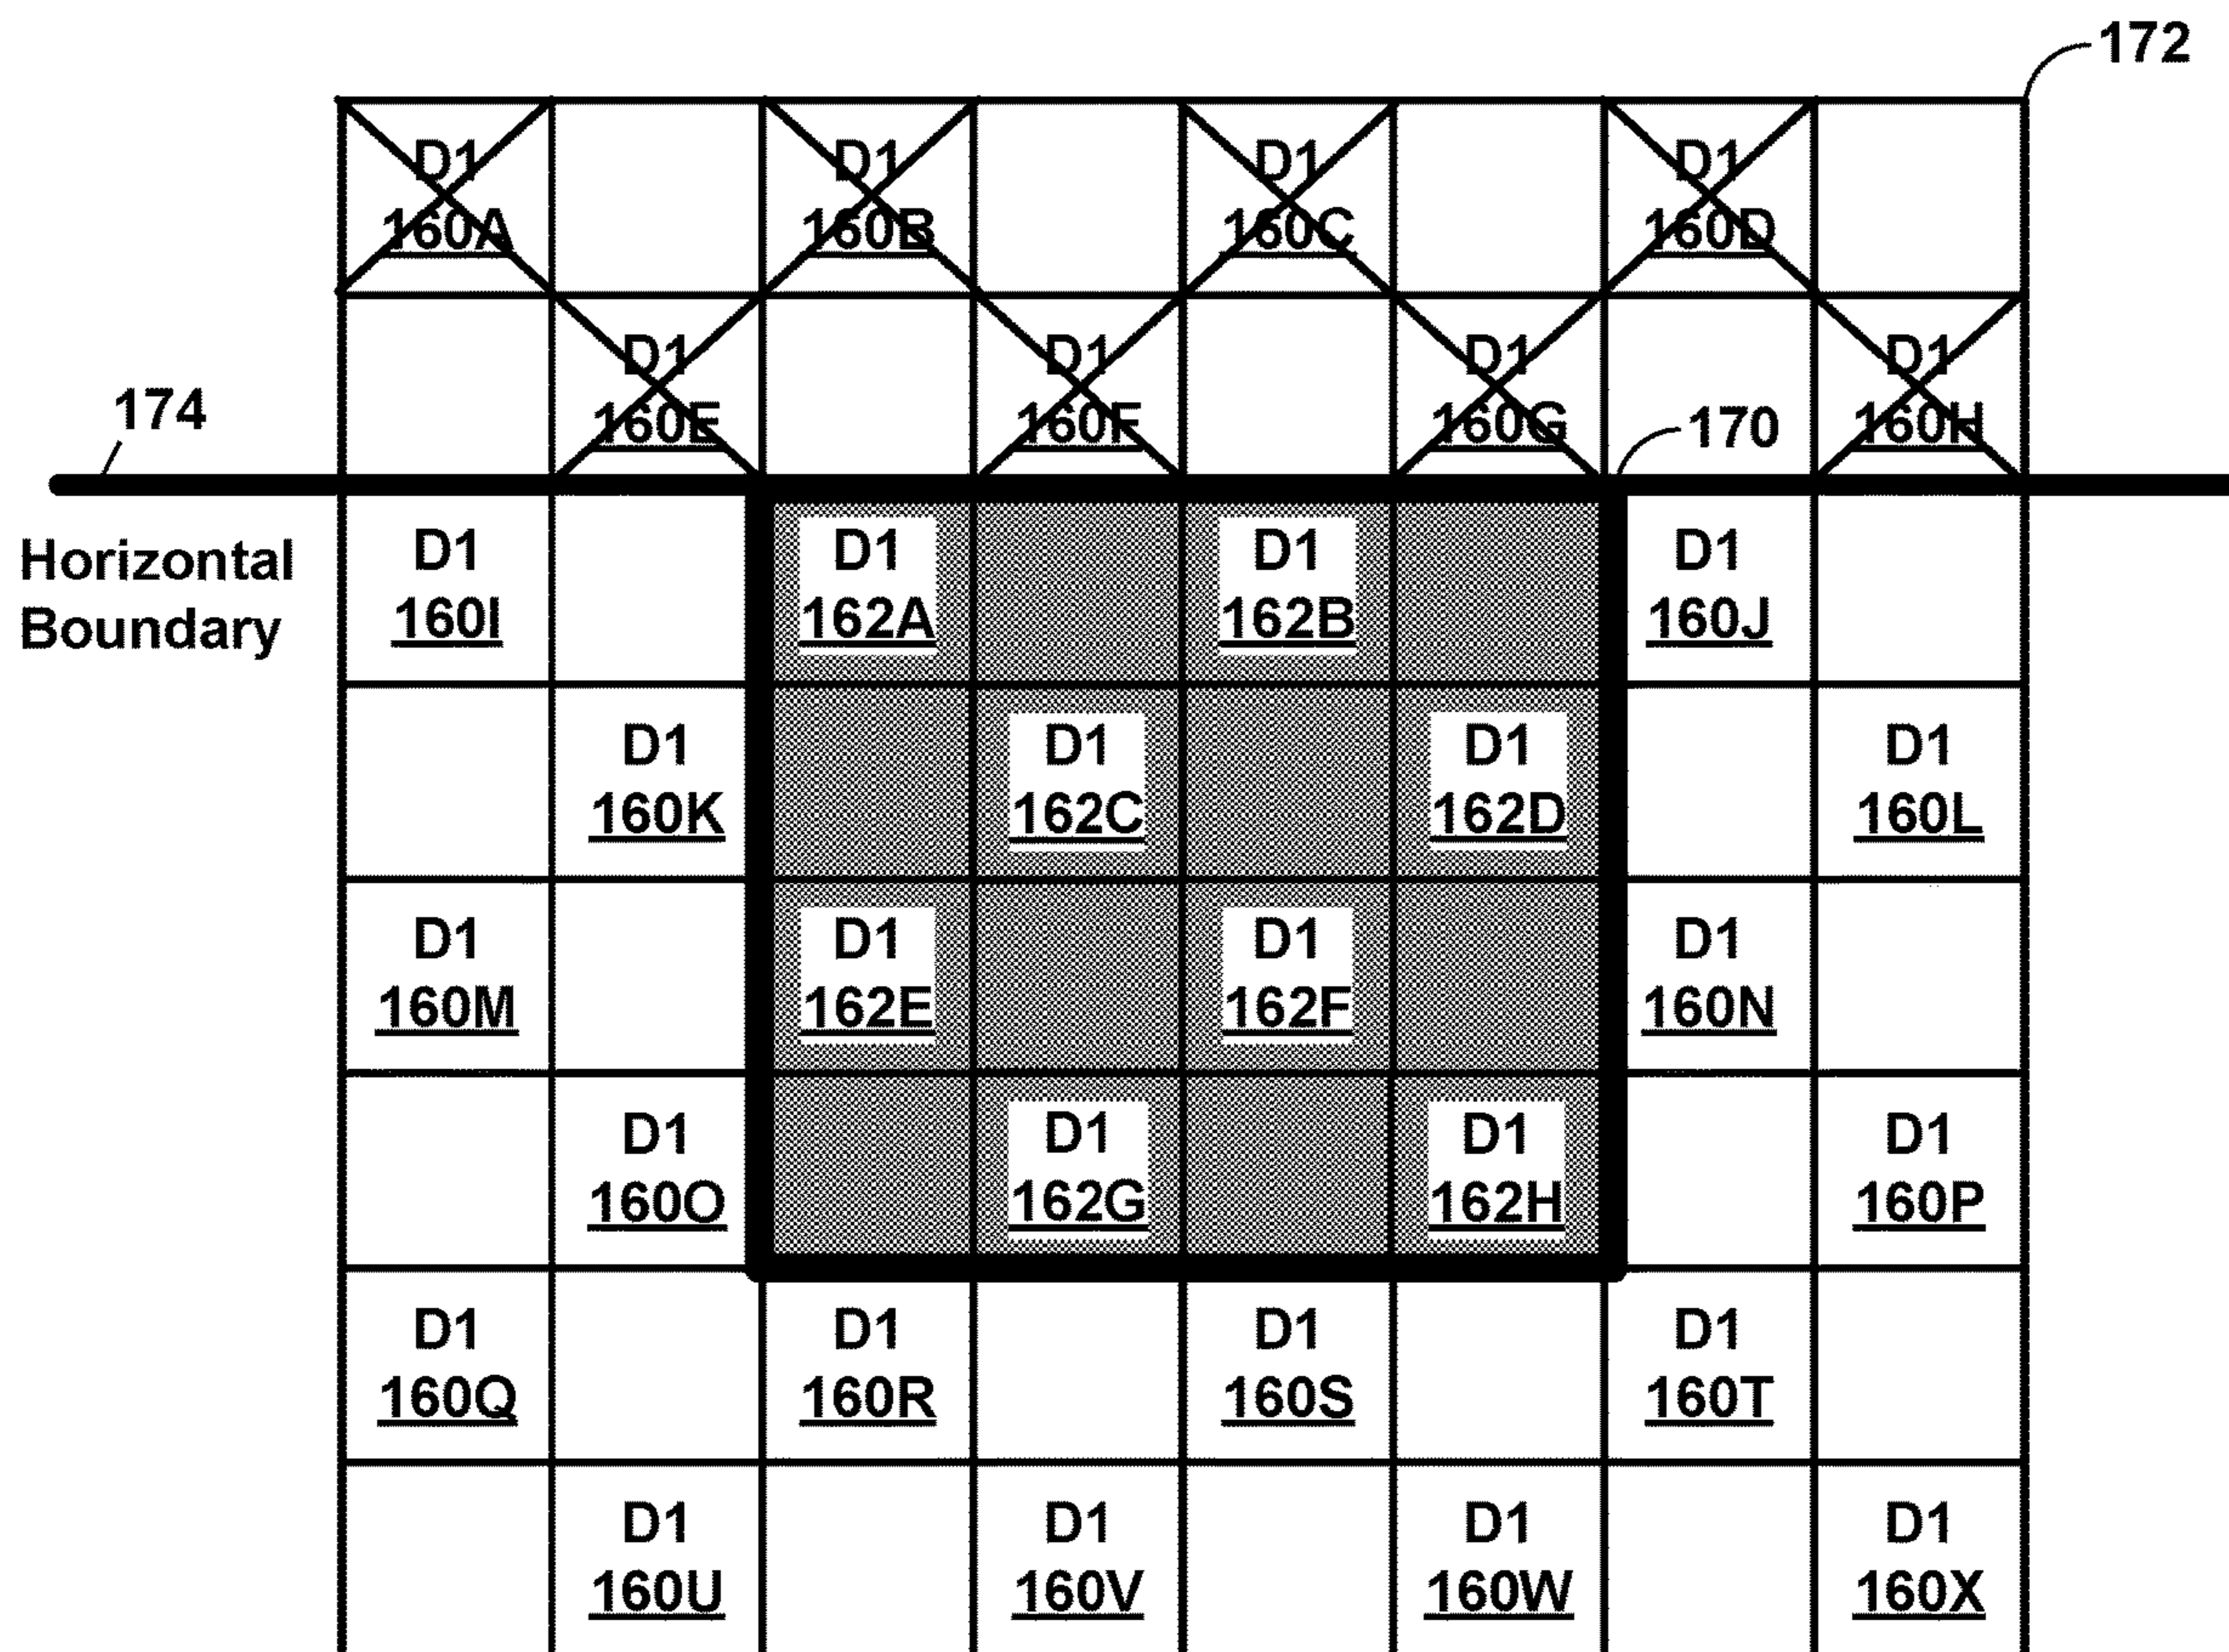 172
D1 D1 D1 D1
160A 160B 160C 160D
D1 D1 D1 D1
160E 160F 160G 160H
174
170
Horizontal
Boundary
D1 D1 D1 D1
160I 162A 162B 160J
D1 D1 D1 D1
160K 162C 162D 160L
D1 D1 D1 D1
160M 162E 162F 160N
D1 D1 D1 D1
160O 162G 162H 160P
D1 D1 D1 D1
160Q 160R 160S 160T
D1 D1 D1 D1
160U 160V 160W 160X